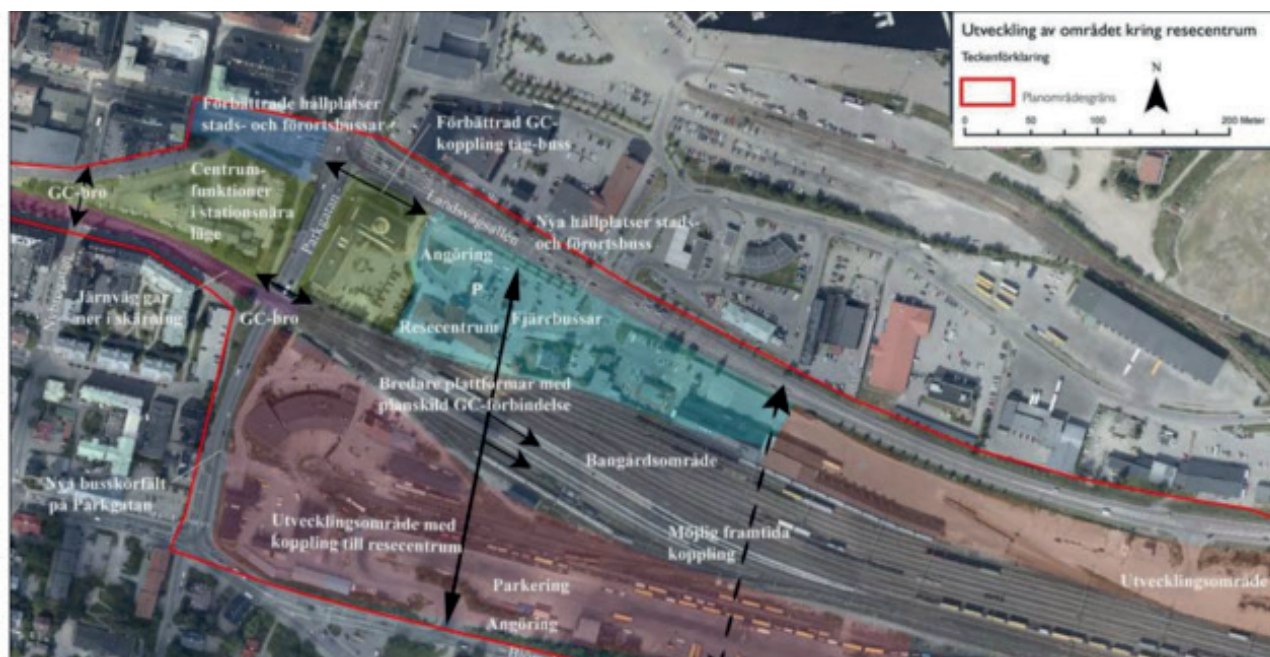 Utveckling av området kring resecentrum
Teckenförklaring
N
Planområdesgräns
0 50 100 200 Meter
Förbättrade hållplatser
stads- och förortsbussar
Förbättrad GC-
koppling tåg-buss
Centrum-
funktioner
i stationsnära
läge
GC-bro
Parkgatan
Landsvägsallén
Nya hållplatser stads-
och förortsbuss
Angöring
P
Järnväg går
mer i skärning
GC-bro
Resecentrum
Fjärrbussar
Bredare plattformar med
planskild GC-förbindelse
Bangårdsområde
Nya busskörfält
på Parkgatan
Utvecklingsområde med
koppling till resecentrum
Möjlig framtida
koppling
Utvecklingsområde
Parkering
Angöring